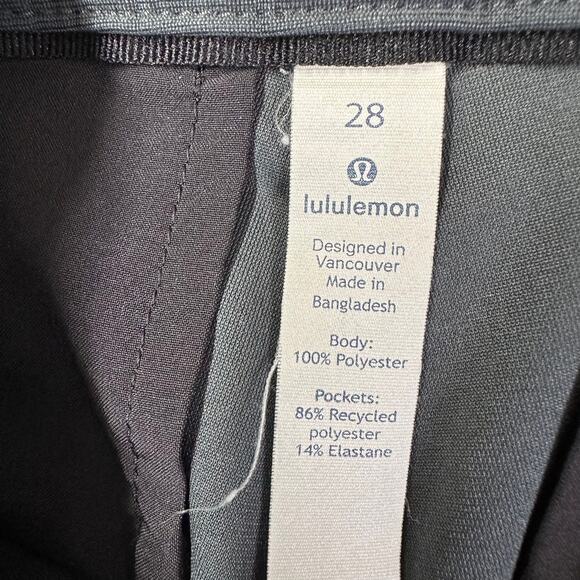 28
lululemon
Designed in
Vancouver
Made in
Bangladesh
Body:
100% Polyester
Pockets:
86% Recycled
polyester
14% Elastane